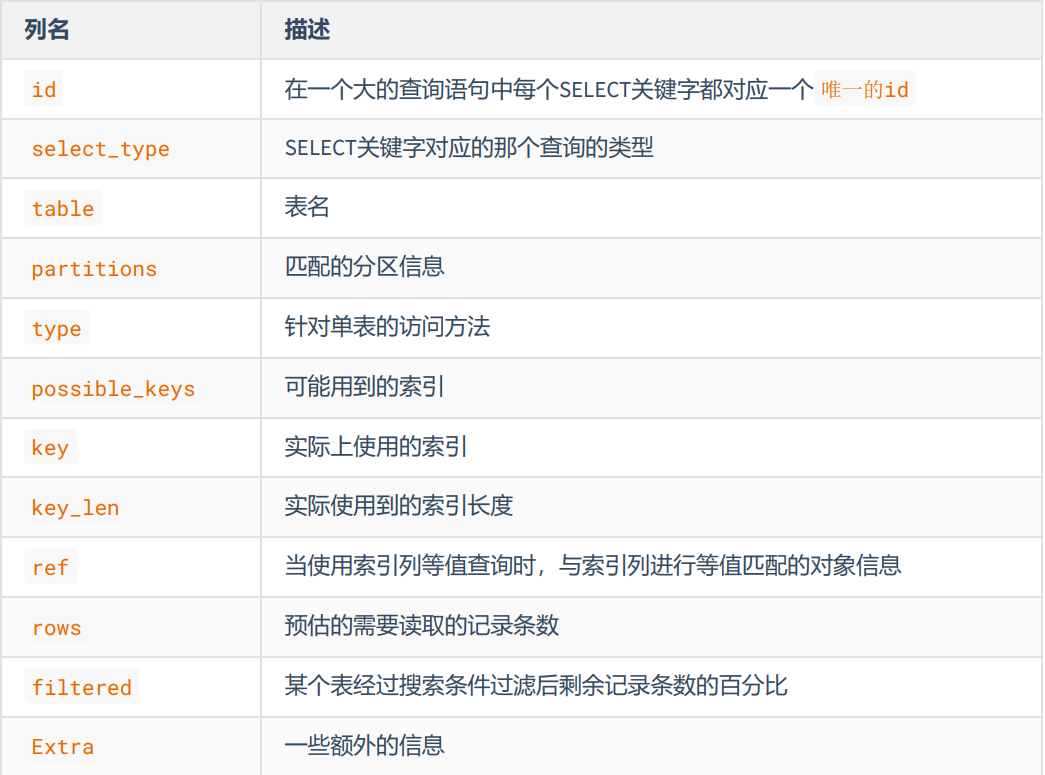 列名 描述
id 在一个大的查询语句中每个SELECT关键字都对应一个 唯一的id
select_type SELECT关键字对应的那个查询的类型
table 表名
partitions 匹配的分区信息
type 针对单表的访问方法
possible_keys 可能用到的索引
key 实际上使用的索引
key_len 实际使用到的索引长度
ref 当使用索引列等值查询时，与索引列进行等值匹配的对象信息
rows 预估的需要读取的记录条数
filtered 某个表经过搜索条件过滤后剩余记录条数的百分比
Extra 一些额外的信息